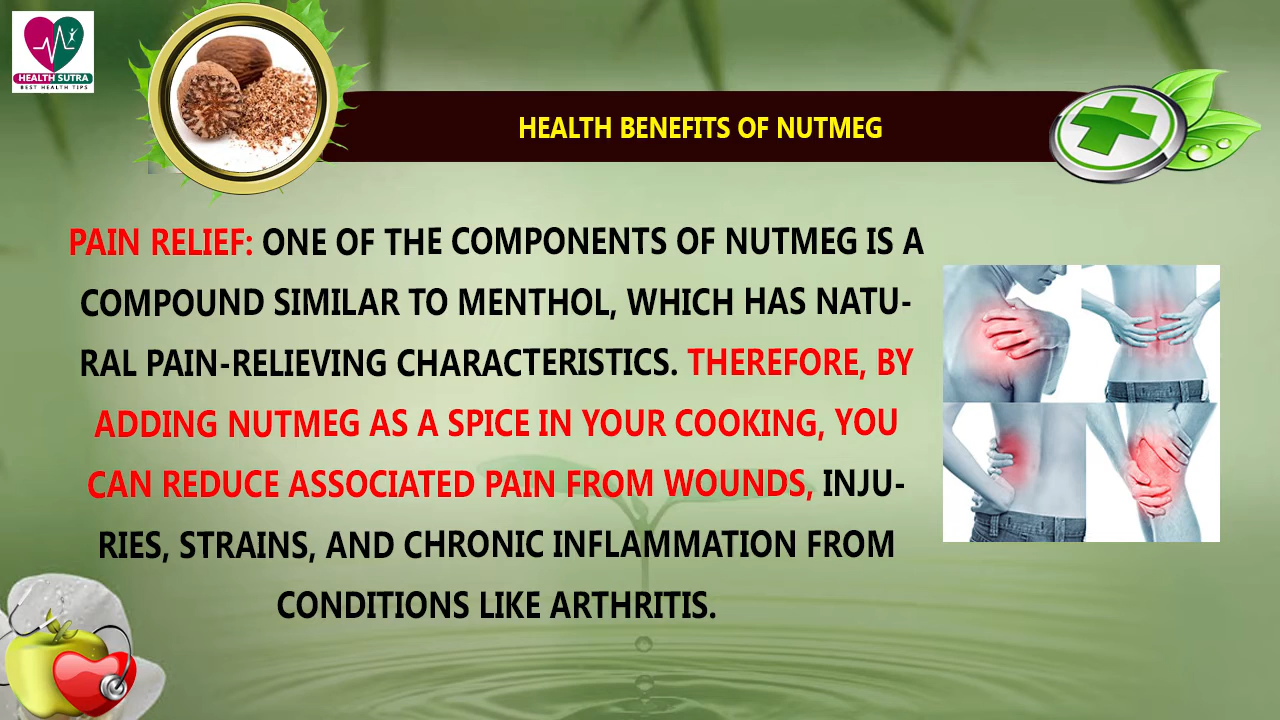 HEALTH SUTRA
BEST HEALTH TIPS
HEALTH BENEFITS OF NUTMEG
PAIN RELIEF: ONE OF THE COMPONENTS OF NUTMEG IS A
COMPOUND SIMILAR TO MENTHOL, WHICH HAS NATU-
RAL PAIN-RELIEVING CHARACTERISTICS. THEREFORE, BY
ADDING NUTMEG AS A SPICE IN YOUR COOKING, YOU
CAN REDUCE ASSOCIATED PAIN FROM WOUNDS, INJU-
RIES, STRAINS, AND CHRONIC INFLAMMATION FROM
CONDITIONS LIKE ARTHRITIS.